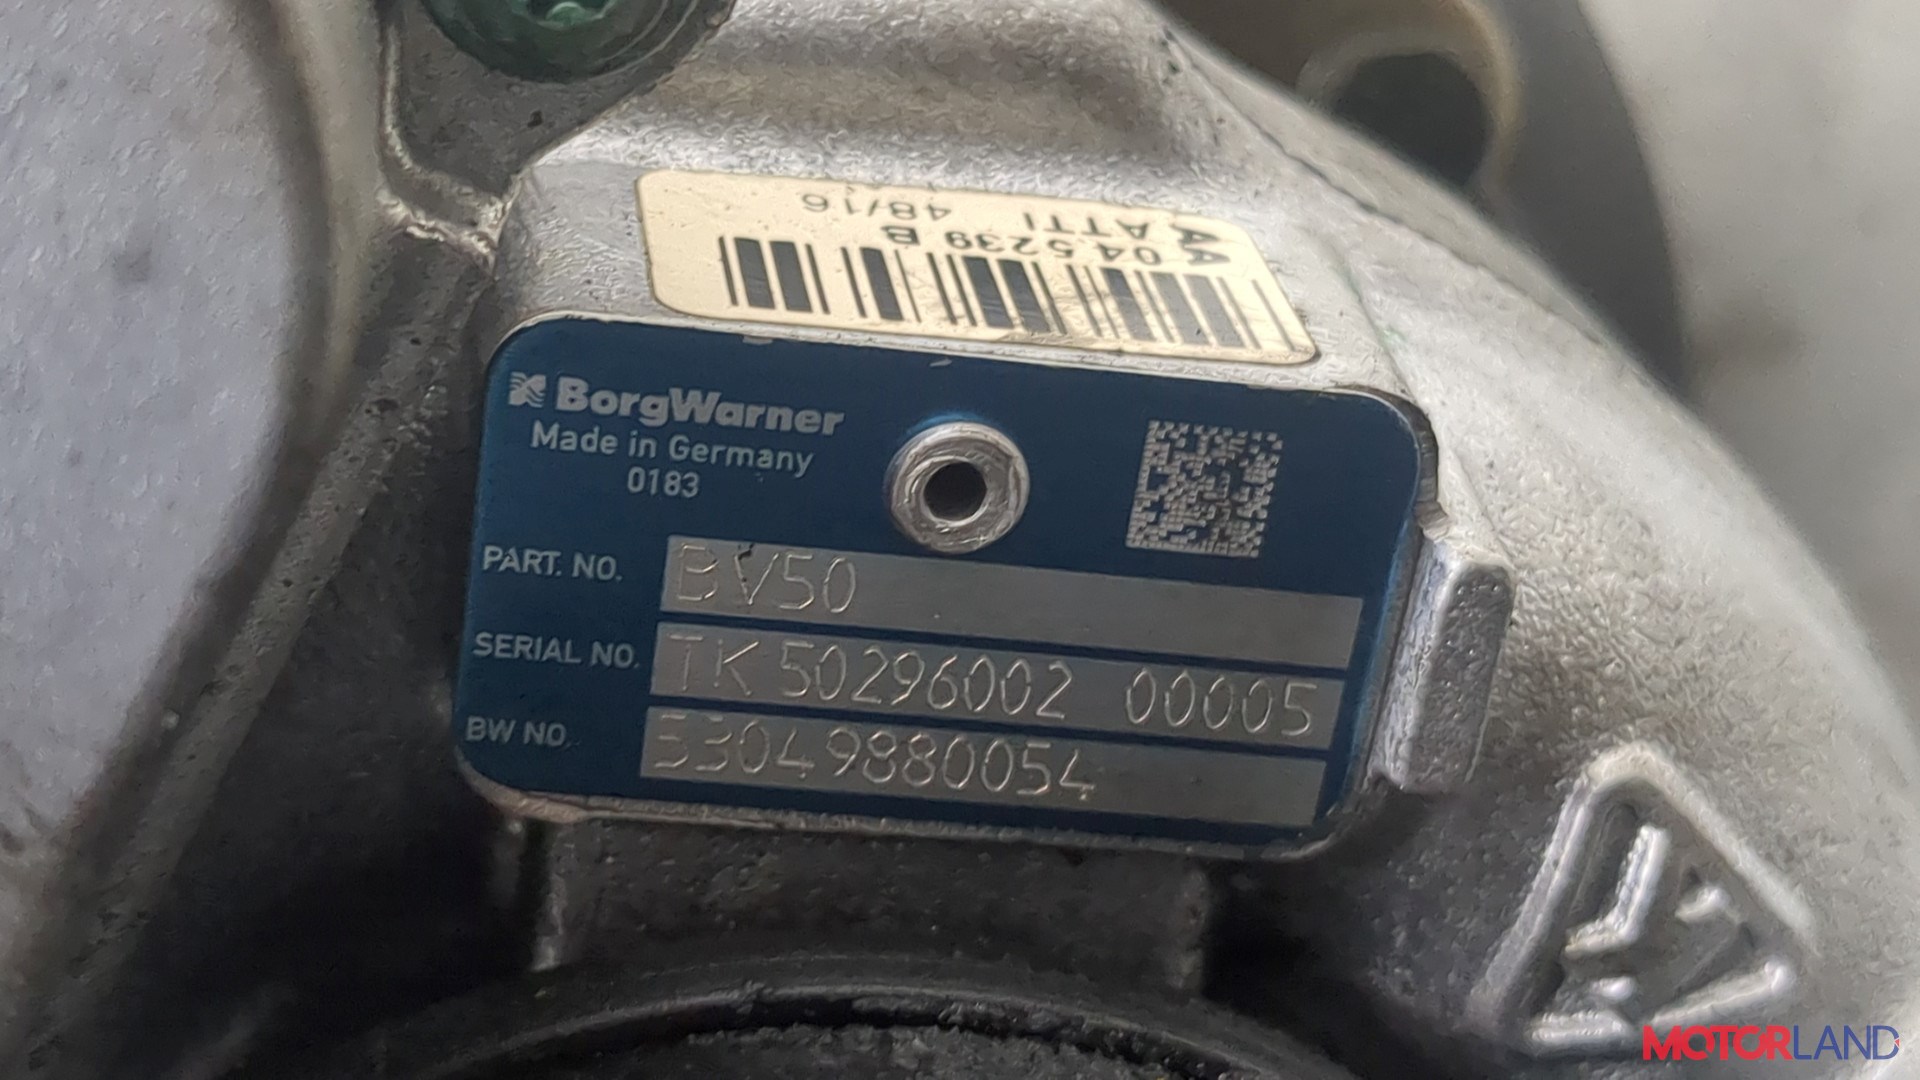 48/16
ATTI
04.5239 B
AA
BorgWarner
Made in Germany
0183
PART. NO. BV50
SERIAL NO. TK 50296002 00005
BW NO. 53049880054
MOTORLAND